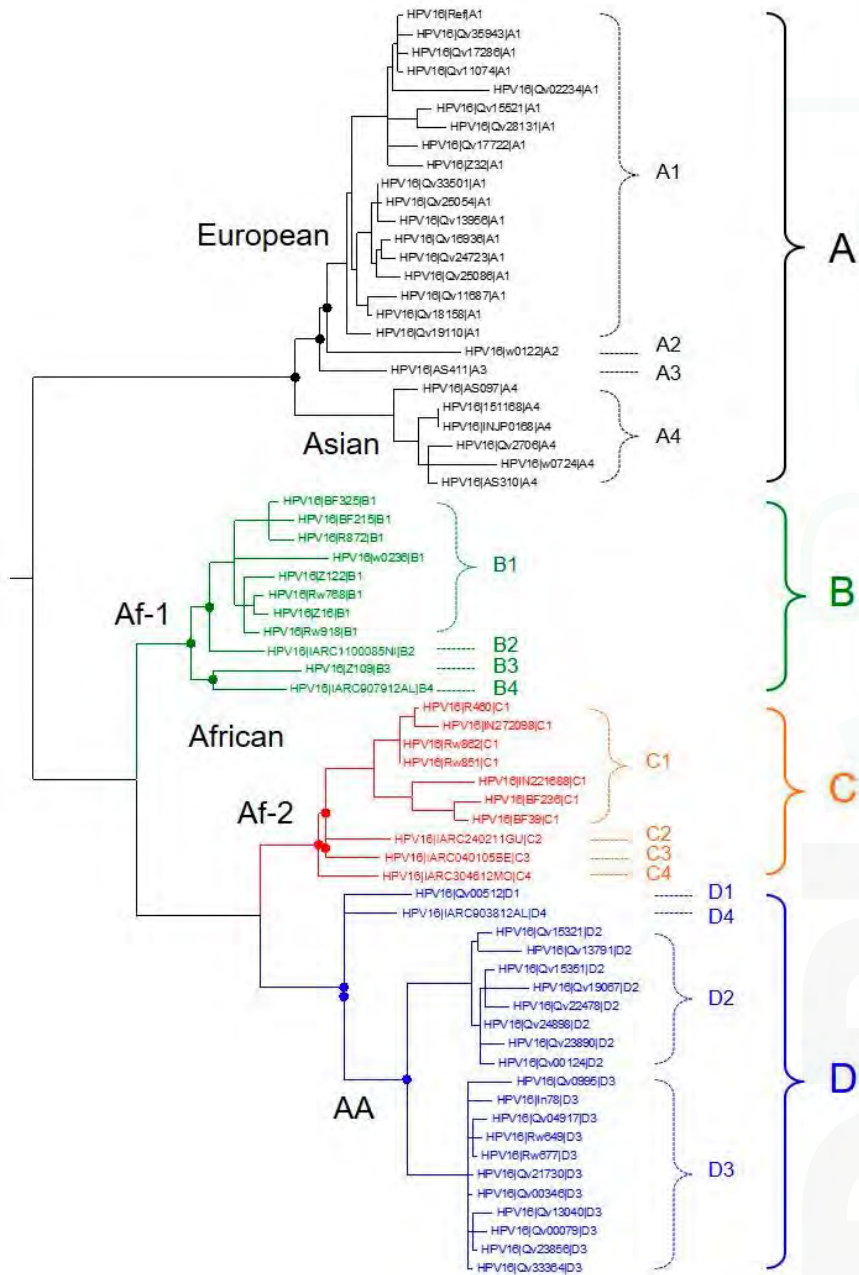 HPV16|Ref|A1
HPV16|Qv35943|A1
HPV16|Qv17286|A1
HPV16|Qv11074|A1
HPV16|Qv02234|A1
HPV16|Qv15521|A1
HPV16|Qv28131|A1
HPV16|Qv17722|A1
HPV16|Z32|A1
A1
HPV16|Qv33501|A1
HPV16|Qv25054|A1
HPV16|Qv13956|A1
European
HPV16|Qv16936|A1
A
HPV16|Qv24723|A1
HPV16|Qv25086|A1
HPV16|Qv11687|A1
HPV16|Qv18158|A1
HPV16|Qv19110|A1
HPV16|w0122|A2
A2
HPV16|AS411|A3
A3
HPV16|AS097|A4
HPV16|151168|A4
HPV16|INJP0168|A4
Asian
A4
HPV16|Qv2706|A4
HPV16|w0724|A4
HPV16|AS310|A4
HPV16|BF325|B1
HPV16|BF215|B1
HPV16|R872|B1
HPV16|w0236|B1
B1
HPV16|Z122|B1
HPV16|Rw768|B1
B
Af-1
HPV16|Z16|B1
HPV16|Rw918|B1
HPV16|IARC1100085NI|B2
B2
HPV16|Z109|B3
B3
HPV16|IARC907912AL|B4
B4
HPV16|R460|C1
HPV16|IN272098|C1
African
HPV16|Rw862|C1
HPV16|Rw851|C1
C1
HPV16|IN221688|C1
C
HPV16|BF236|C1
Af-2
HPV16|BF39|C1
HPV16|IARC240211GU|C2
C2
HPV16|IARC040105BE|C3
C3
HPV16|IARC304612MO|C4
C4
HPV16|Qv00512|D1
D1
HPV16|IARC903812AL|D4
D4
HPV16|Qv15321|D2
HPV16|Qv13791|D2
HPV16|Qv15351|D2
HPV16|Qv19067|D2
D2
HPV16|Qv22478|D2
HPV16|Qv24898|D2
HPV16|Qv23890|D2
HPV16|Qv00124|D2
D
HPV16|Qv0995|D3
HPV16|In78|D3
AA
HPV16|Qv04917|D3
HPV16|Rw649|D3
HPV16|Rw677|D3
D3
HPV16|Qv21730|D3
HPV16|Qv00346|D3
HPV16|Qv13040|D3
HPV16|Qv00079|D3
HPV16|Qv23856|D3
HPV16|Qv33364|D3